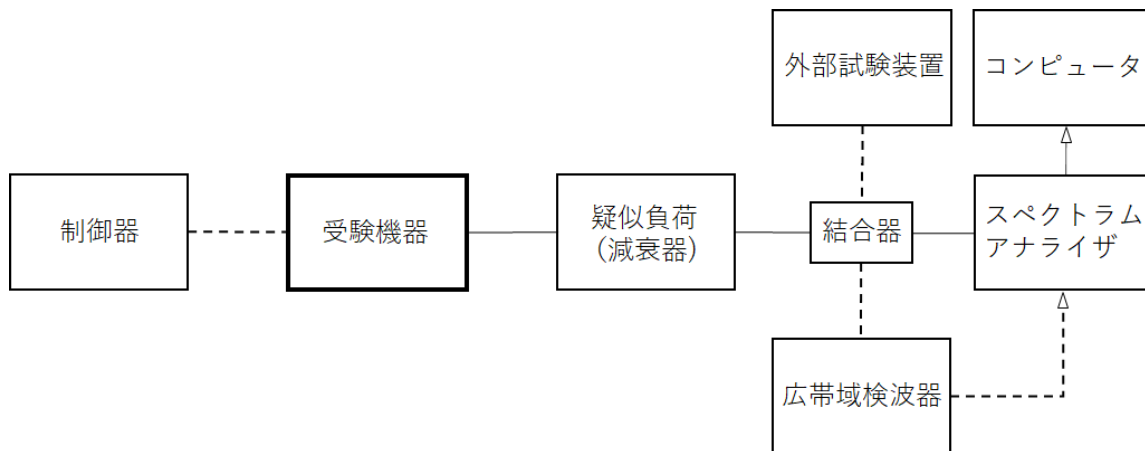 外部試験装置
コンピュータ
制御器
受験機器
疑似負荷
（減衰器）
結合器
スペクトラム
アナライザ
広帯域検波器